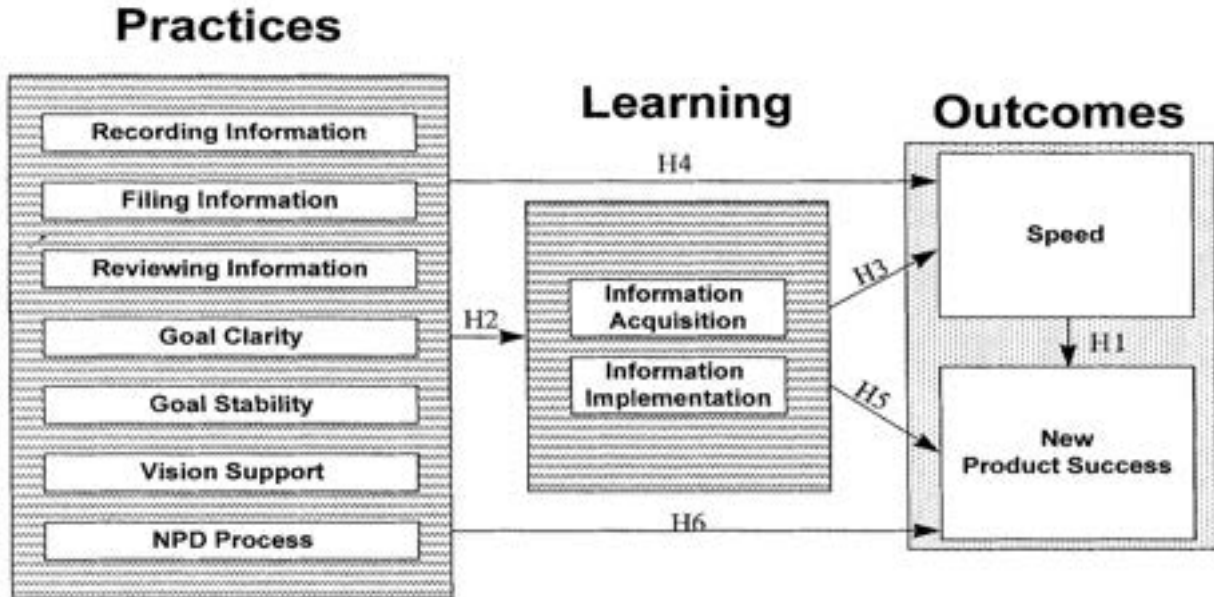 Practices
Recording Information
Filing Information
Reviewing Information
Goal Clarity
Goal Stability
Vision Support
NPD Process
Learning
Information
Acquisition
Information
Implementation
Outcomes
Speed
New
Product Success
H4
H2
H3
H1
H5
H6